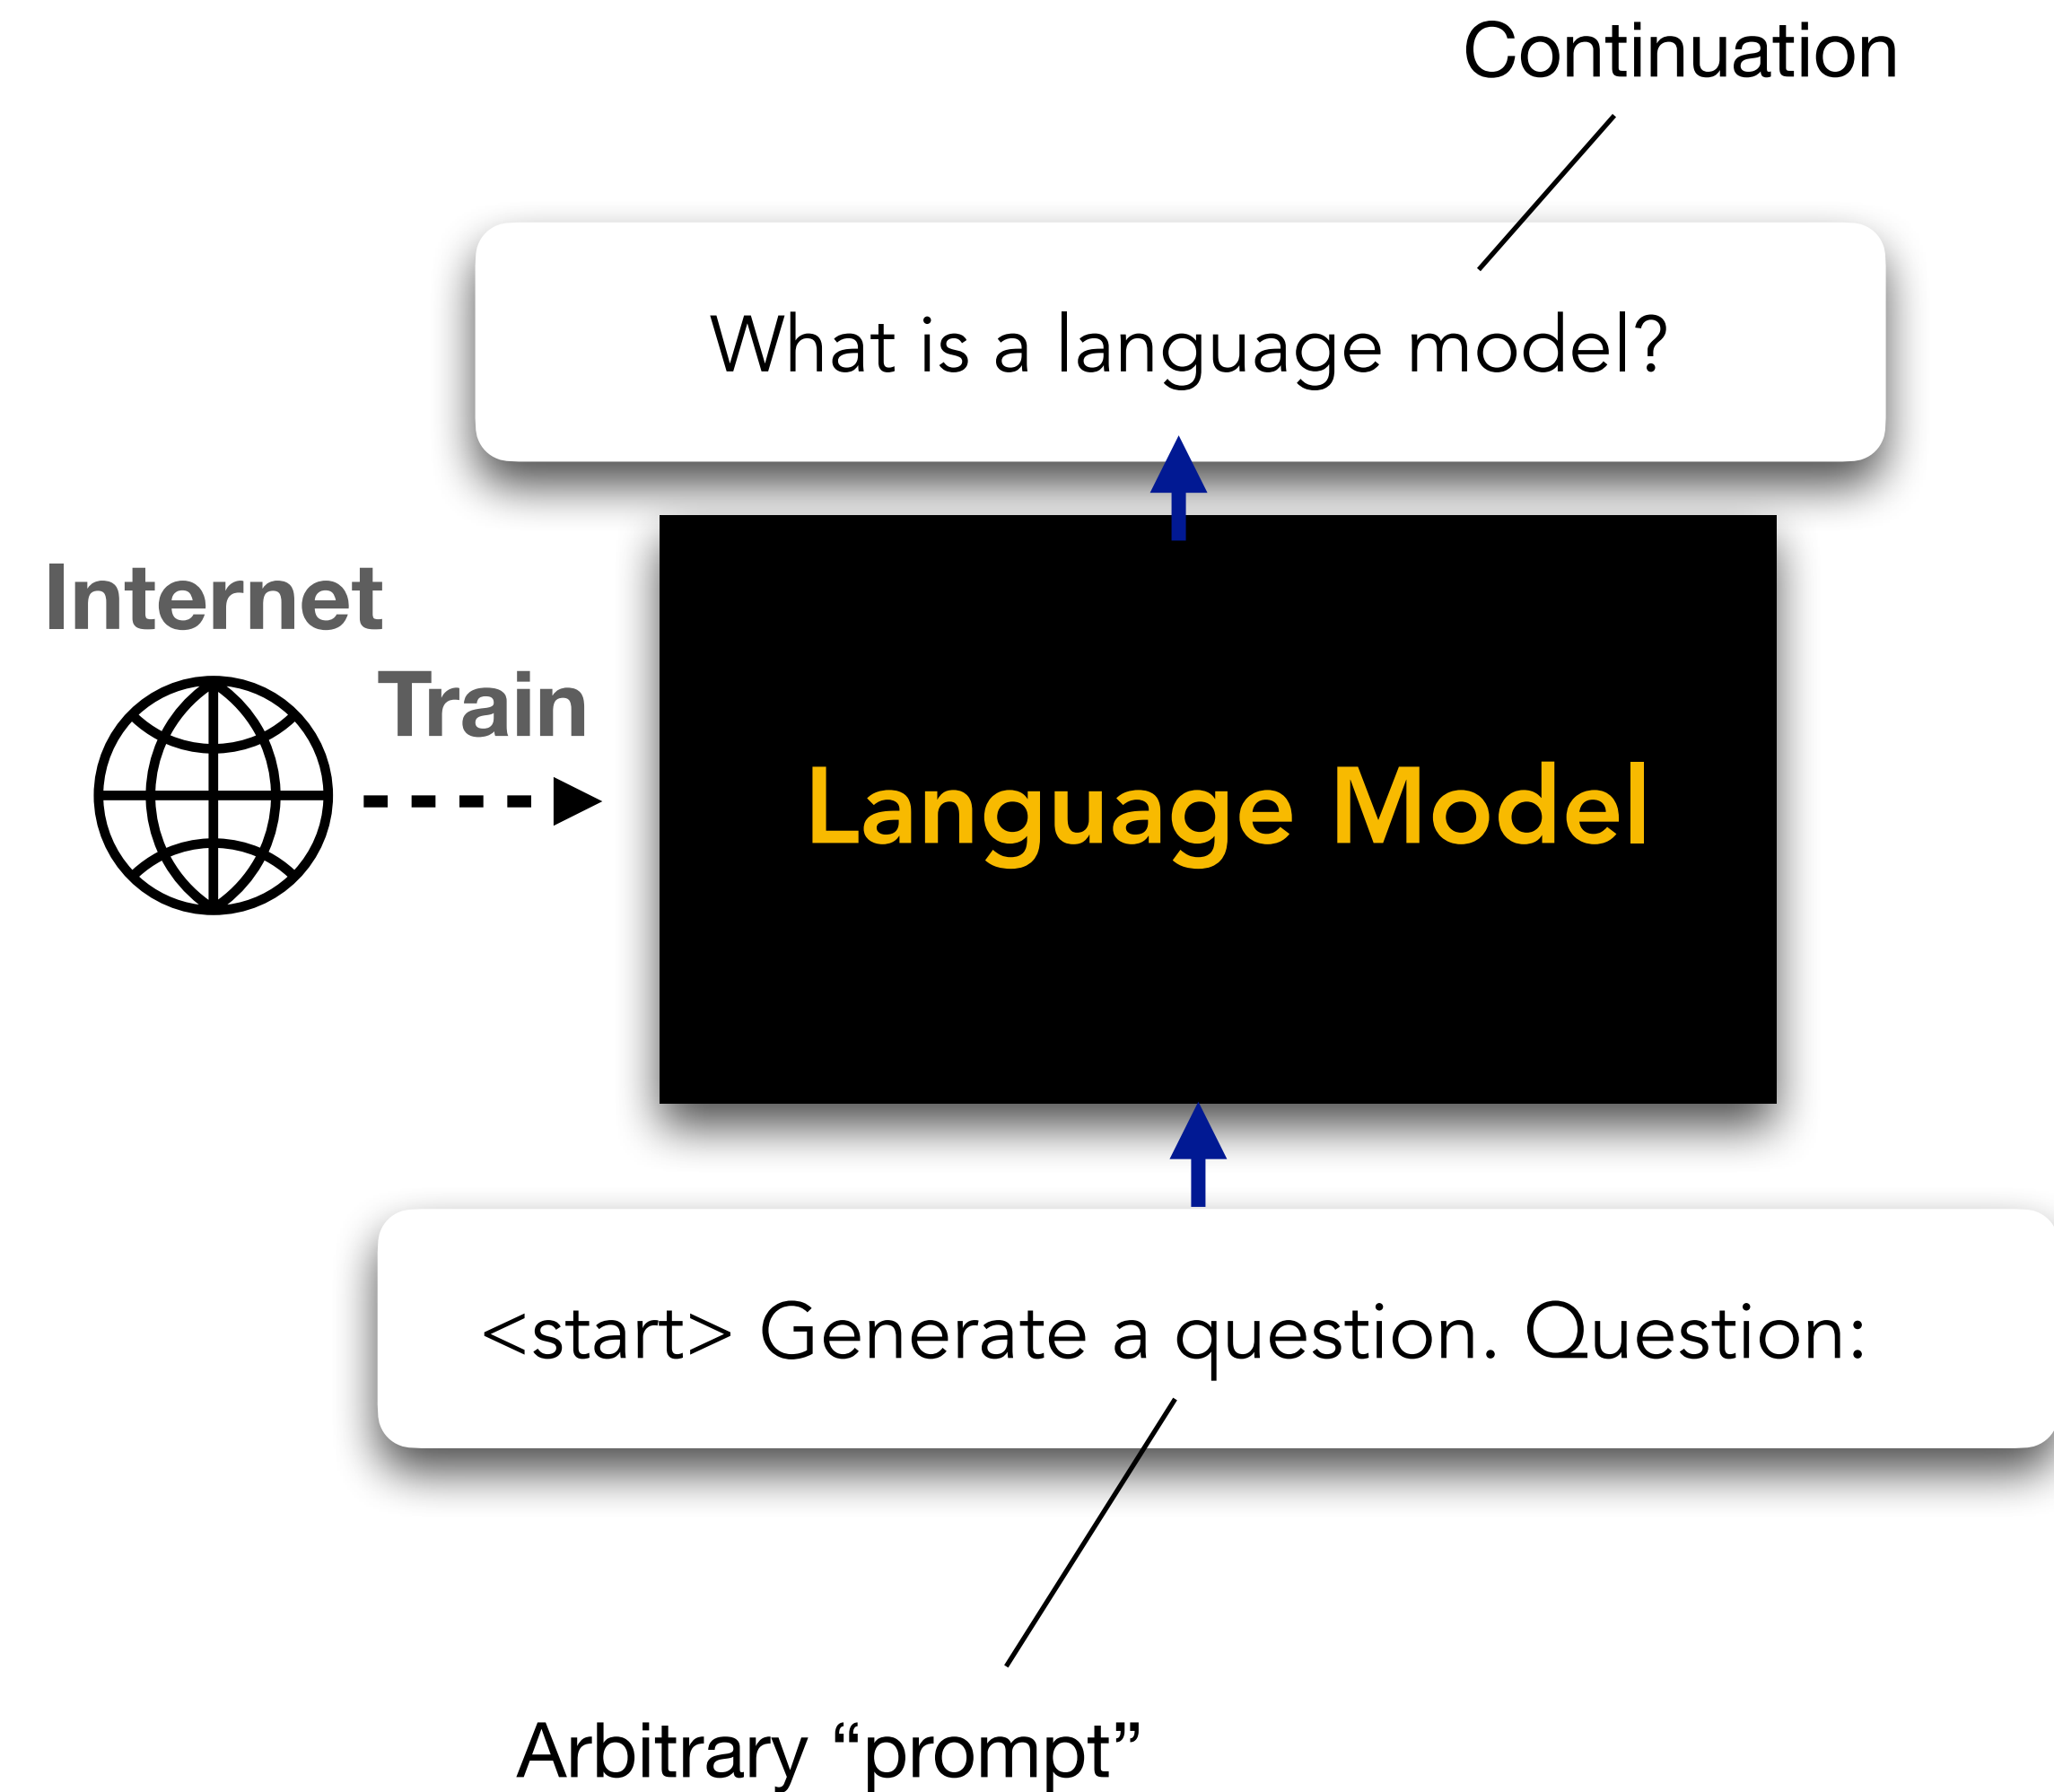 Continuation
What is a language model?
Internet
Train
Language Model
<start> Generate a question. Question:
Arbitrary “prompt”